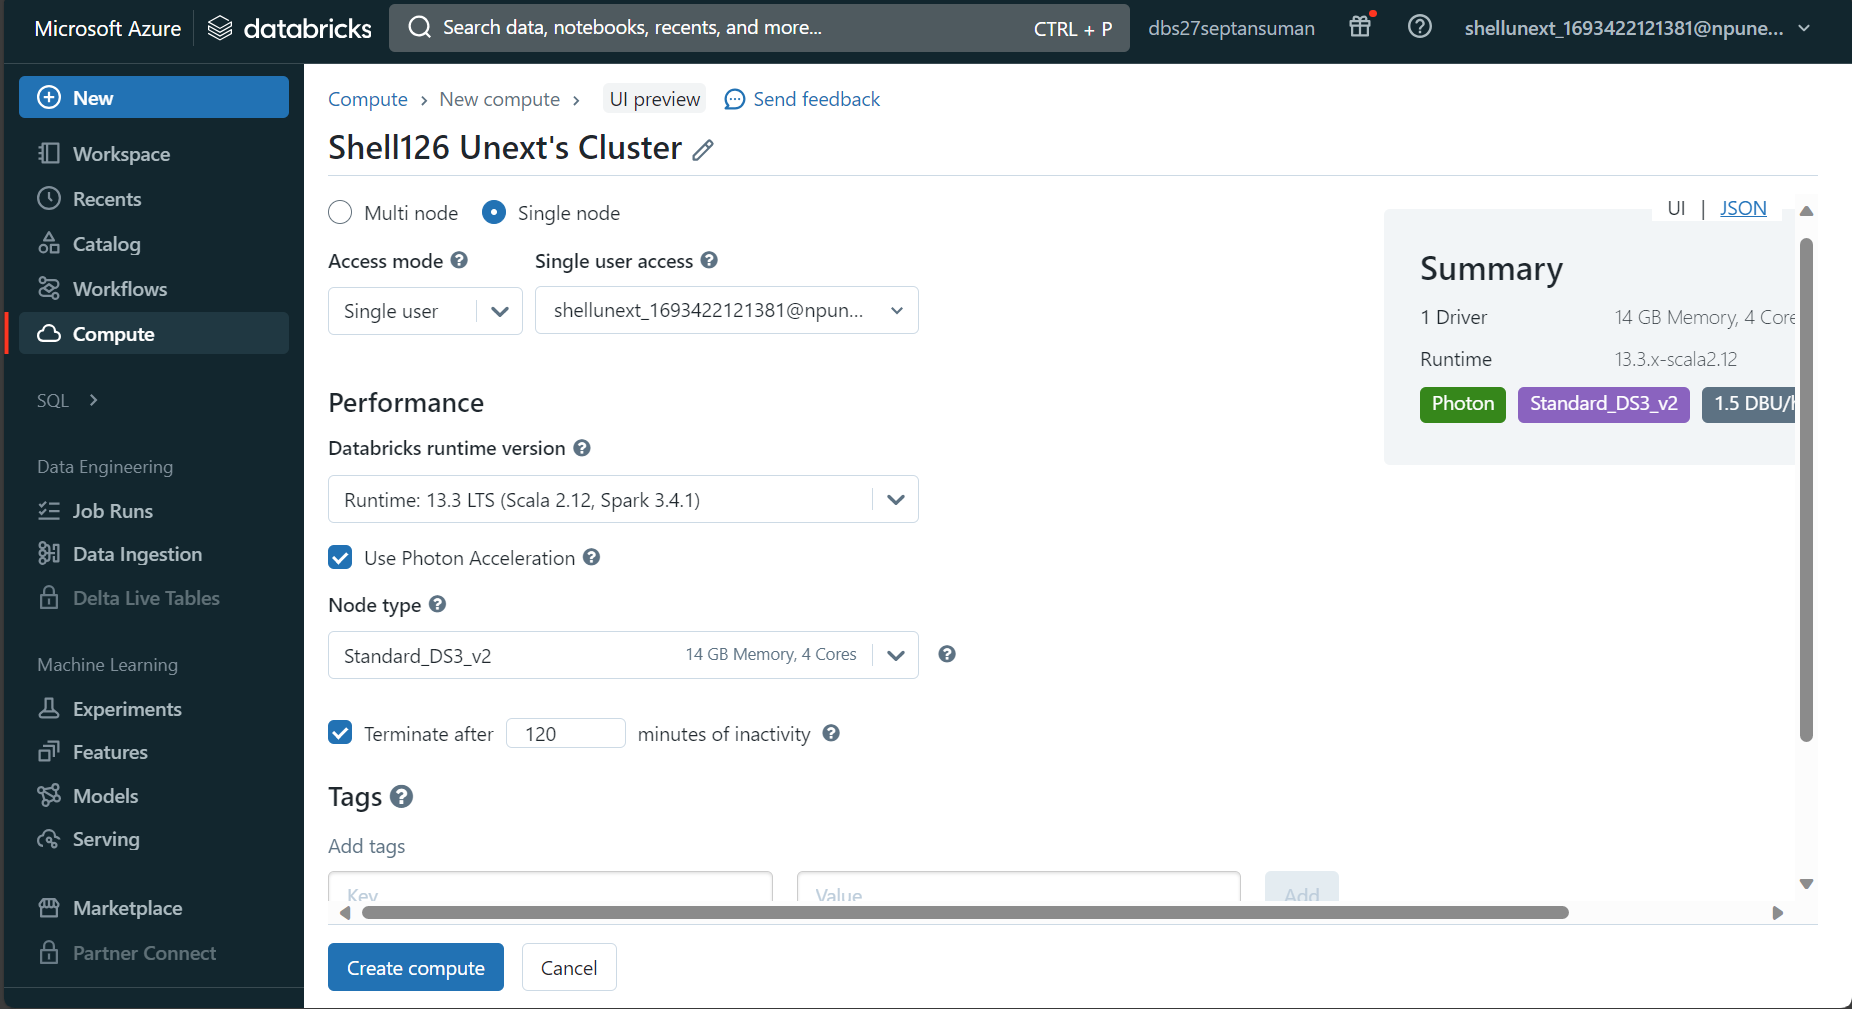 Microsoft Azure databricks Search data, notebooks, recents, and more... CTRL + P dbs27septansuman shellunext_1693422121381@npune...
New
Workspace
Recents
Catalog
Workflows
Compute
SQL
Data Engineering
Job Runs
Data Ingestion
Delta Live Tables
Machine Learning
Experiments
Features
Models
Serving
Marketplace
Partner Connect
Compute > New compute > UI preview Send feedback
Shell126 Unext's Cluster
Multi node Single node
Access mode Single user access
Single user shellunext_1693422121381@npun...
Performance
Databricks runtime version
Runtime: 13.3 LTS (Scala 2.12, Spark 3.4.1)
Use Photon Acceleration
Node type
Standard_DS3_v2 14 GB Memory, 4 Cores
Terminate after 120 minutes of inactivity
Tags
Add tags
Key Value Add
Create compute Cancel
UI | JSON
Summary
1 Driver 14 GB Memory, 4 Core
Runtime 13.3.x-scala2.12
Photon Standard_DS3_v2 1.5 DBU/h